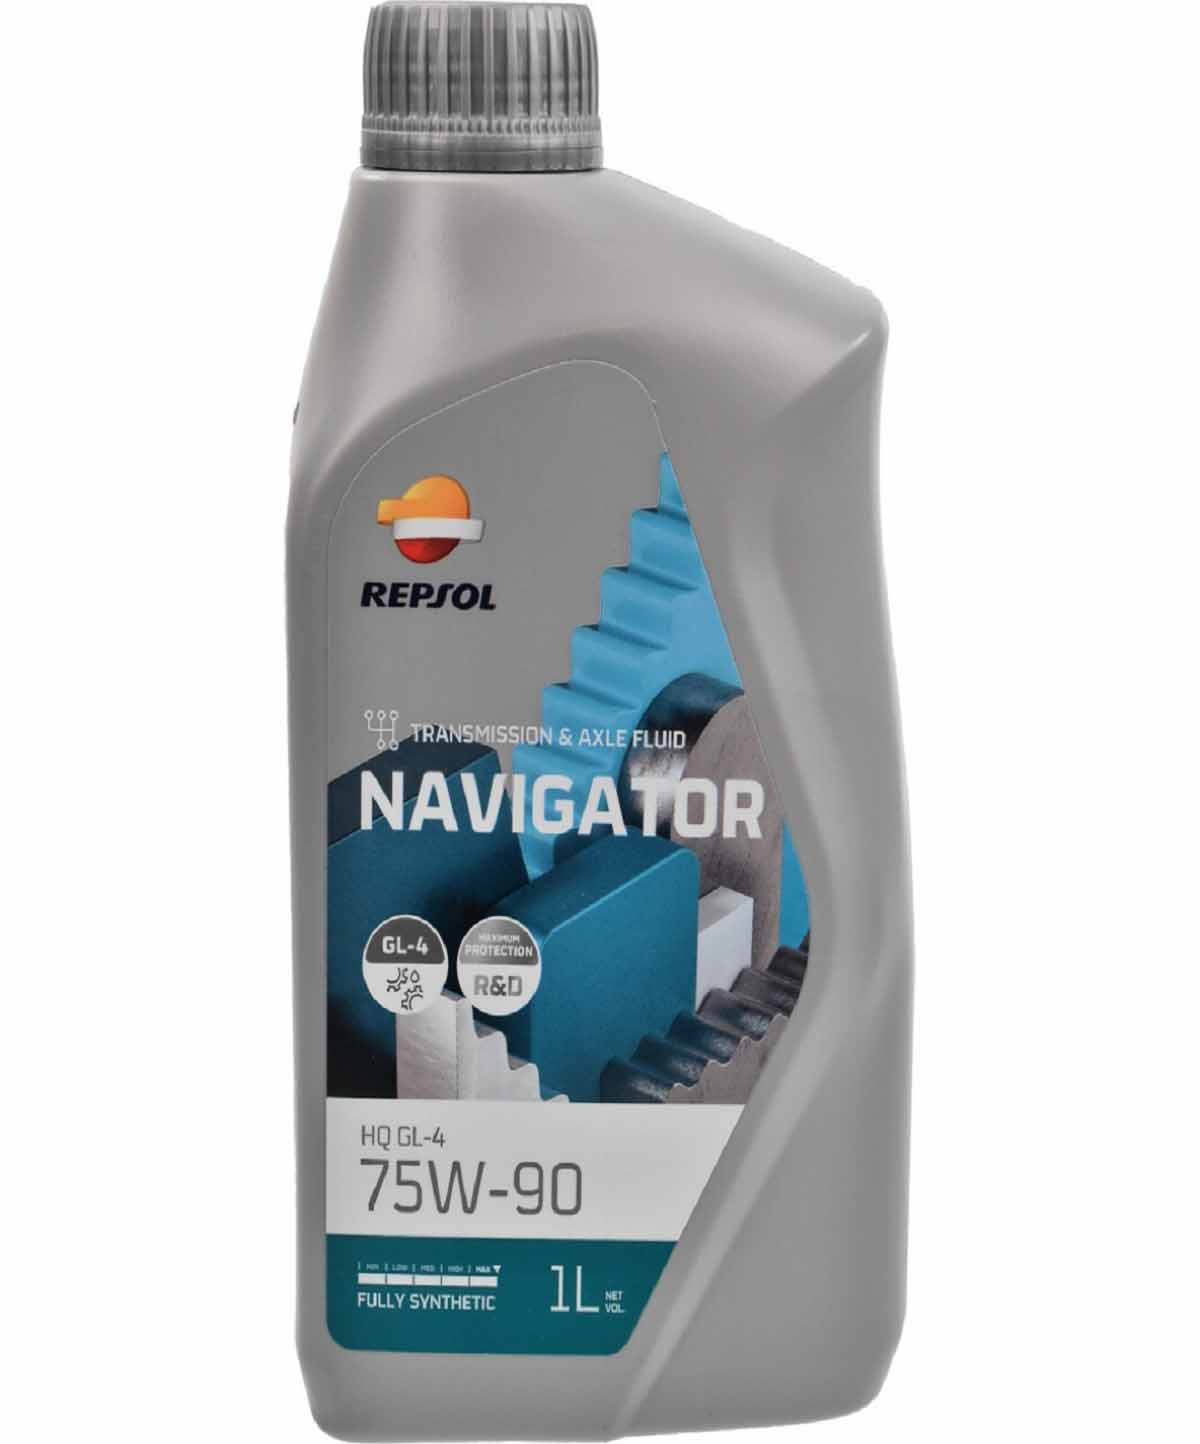 REPSOL
TRANSMISSION & AXLE FLUID
NAVIGATOR
GL-4
MAXIMUM
PROTECTION
R&D
HQ GL-4
75W-90
MIN LOW MED HIGH MAX
FULLY SYNTHETIC
1L NET
VOL.